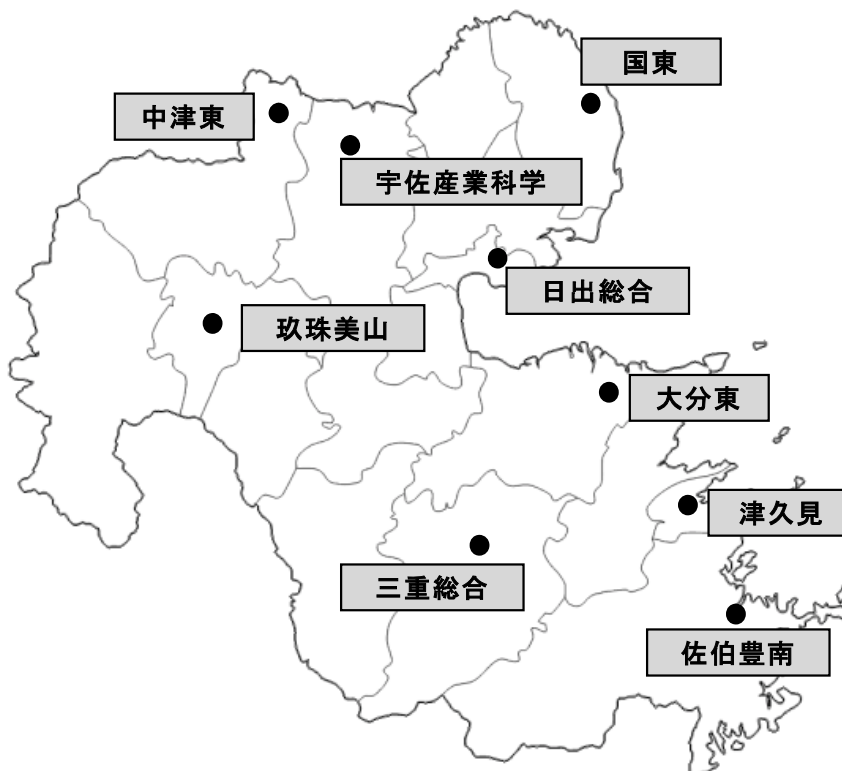 国東
中津東
宇佐産業科学
日出総合
玖珠美山
大分東
津久見
三重総合
佐伯豊南